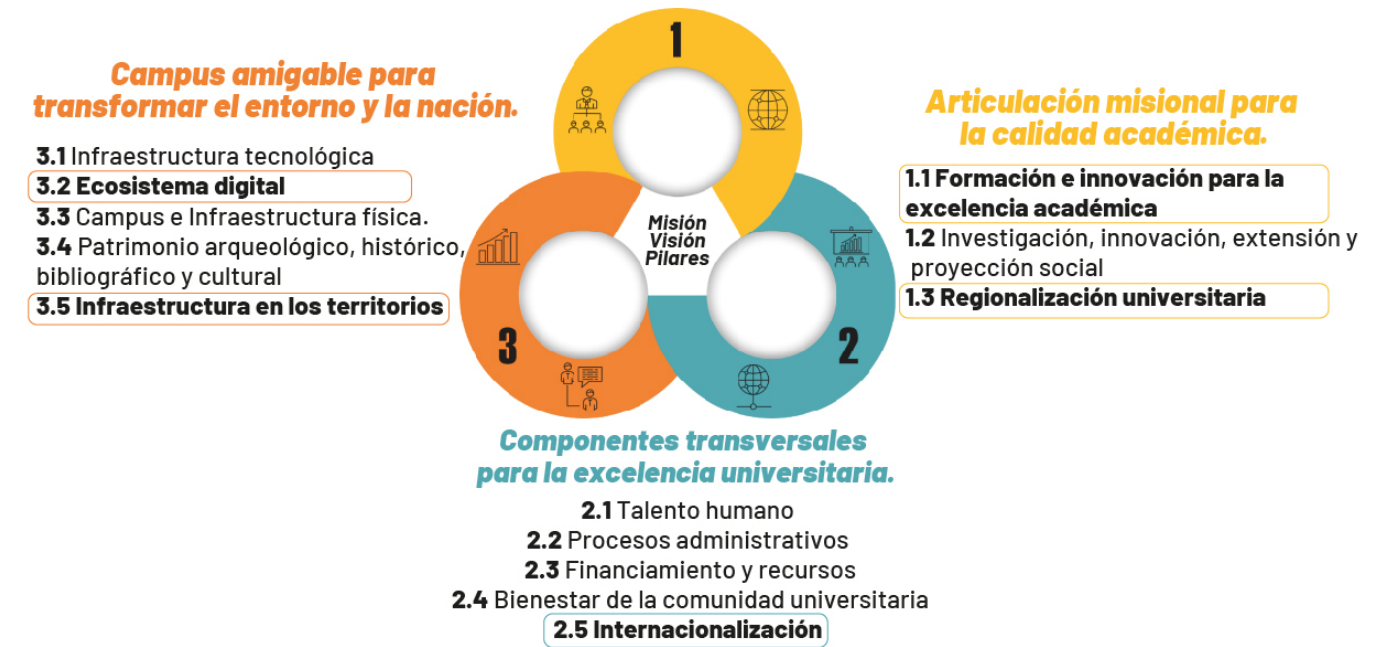 1
Campus amigable para
transformar el entorno y la nación.
3.1 Infraestructura tecnológica
3.2 Ecosistema digital
3.3 Campus e Infraestructura física.
3.4 Patrimonio arqueológico, histórico,
bibliográfico y cultural
3.5 Infraestructura en los territorios
Misión
Visión
Pilares
3
2
Articulación misional para
la calidad académica.
1.1 Formación e innovación para la
excelencia académica
1.2 Investigación, innovación, extensión y
proyección social
1.3 Regionalización universitaria
Componentes transversales
para la excelencia universitaria.
2.1 Talento humano
2.2 Procesos administrativos
2.3 Financiamiento y recursos
2.4 Bienestar de la comunidad universitaria
2.5 Internacionalización